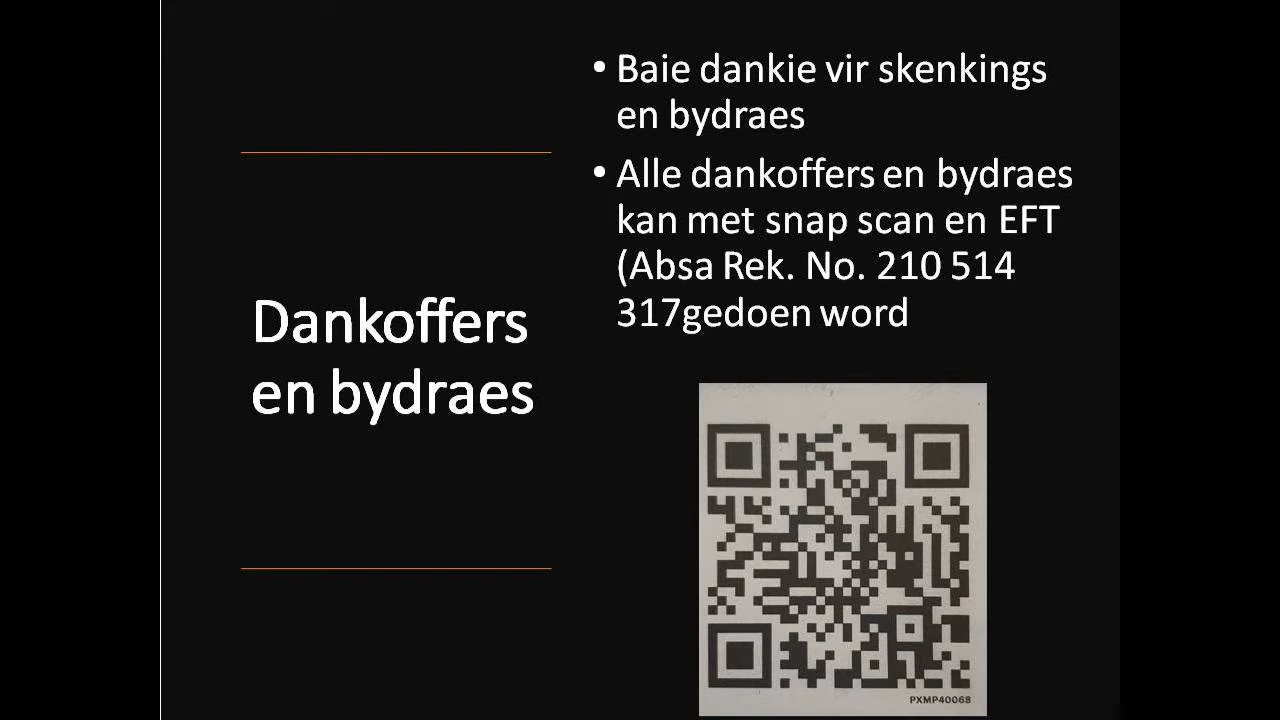 Dankoffers
en bydraes
• Baie dankie vir skenkings
en bydraes
• Alle dankoffers en bydraes
kan met snap scan en EFT
(Absa Rek. No. 210 514
317gedoen word
PXMP40068